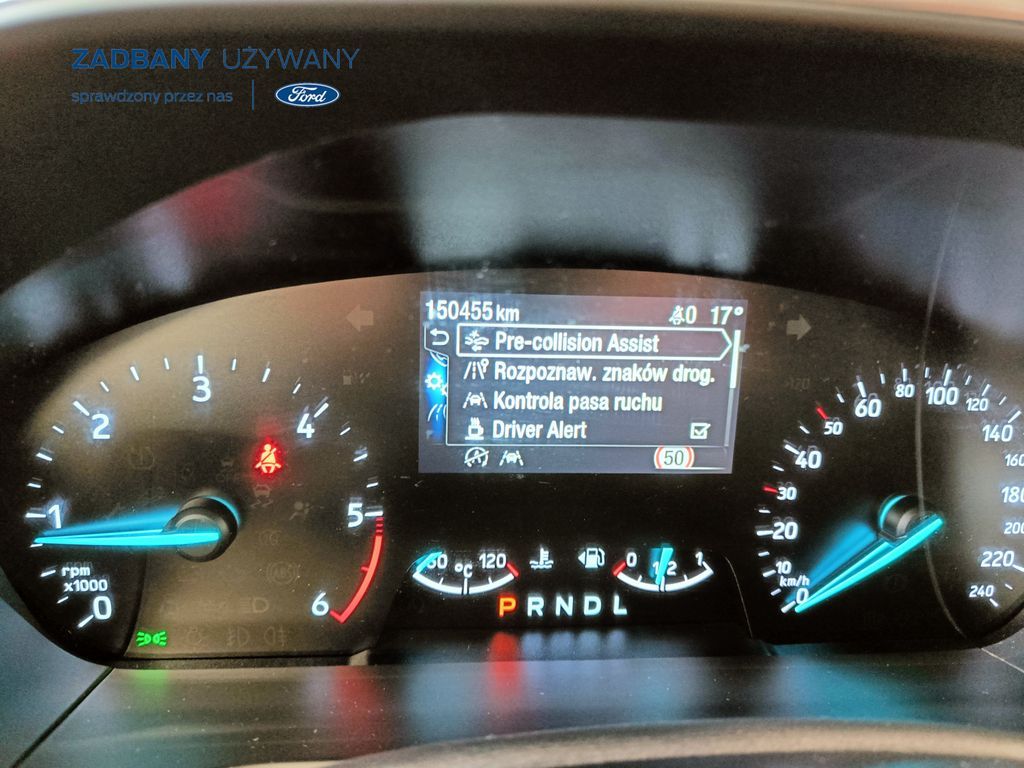 ZADBANY UŻYWANY
sprawdzony przez nas
Ford
150455 km
0 17°
Pre-collision Assist
Rozpoznaw. znaków drog.
Kontrola pasa ruchu
Driver Alert
50
0 1 2 3 4 5 6
rpm
x1000
0 10 20 30 40 50 60 80 100 120 140 160 180 200 220 240
km/h
°C 120
0 1/2 1
P R N D L